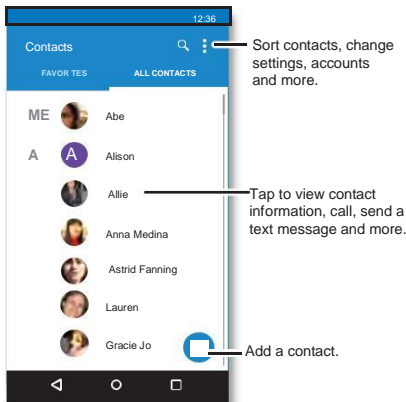 12:36
Contacts
Sort contacts, change
settings, accounts
and more.
FAVOR TES
ALL CONTACTS
ME
Abe
A
A
Alison
Allie
Tap to view contact
information, call, send a
text message and more.
Anna Medina
Astrid Fanning
Lauren
Gracie Jo
Add a contact.